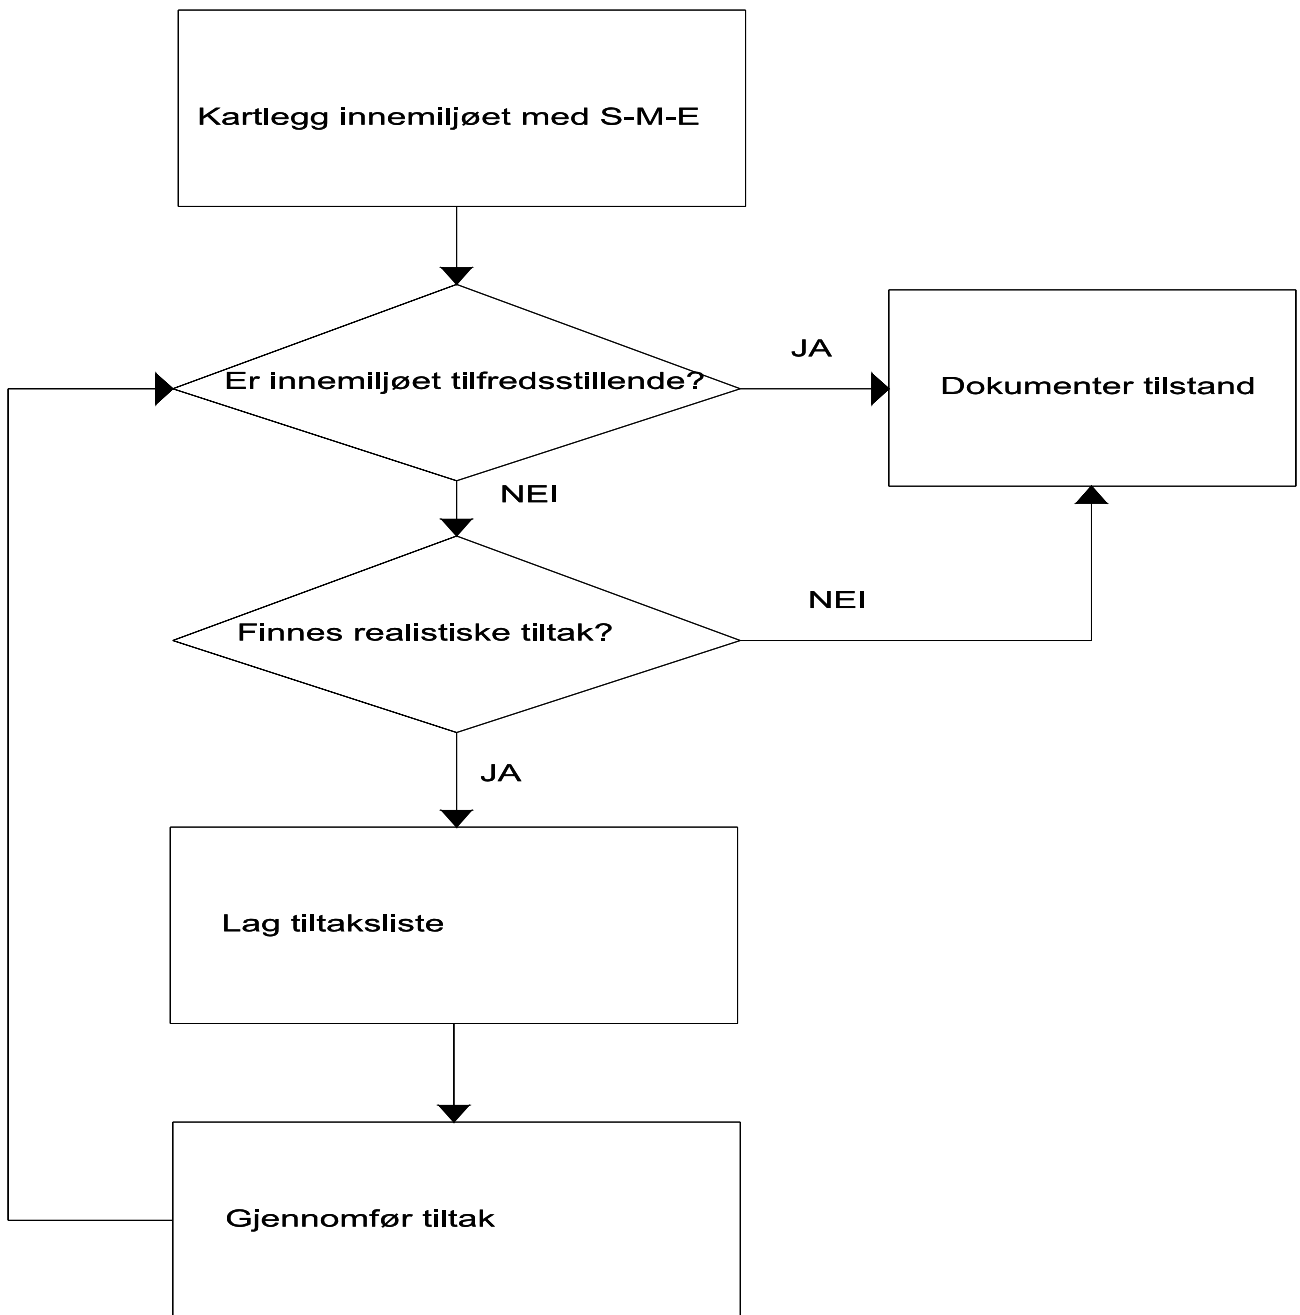 Kartlegg innemiljøet med S-M-E
Er innemiljøet tilfredsstillende?
JA
Dokumenter tilstand
NEI
Finnes realistiske tiltak?
NEI
JA
Lag tiltaksliste
Gjennomfør tiltak